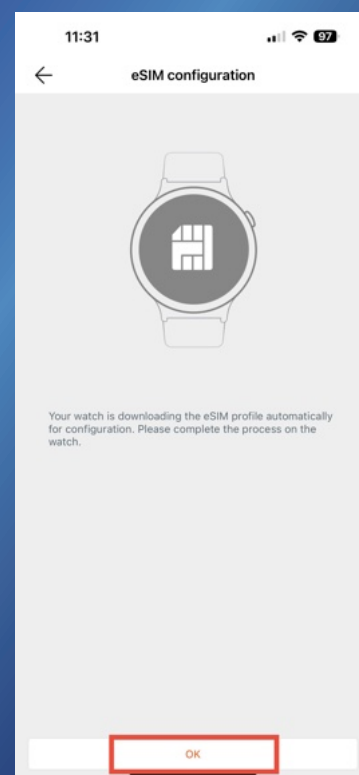 11:31
97
eSIM configuration
Your watch is downloading the eSIM profile automatically
for configuration. Please complete the process on the
watch.
OK